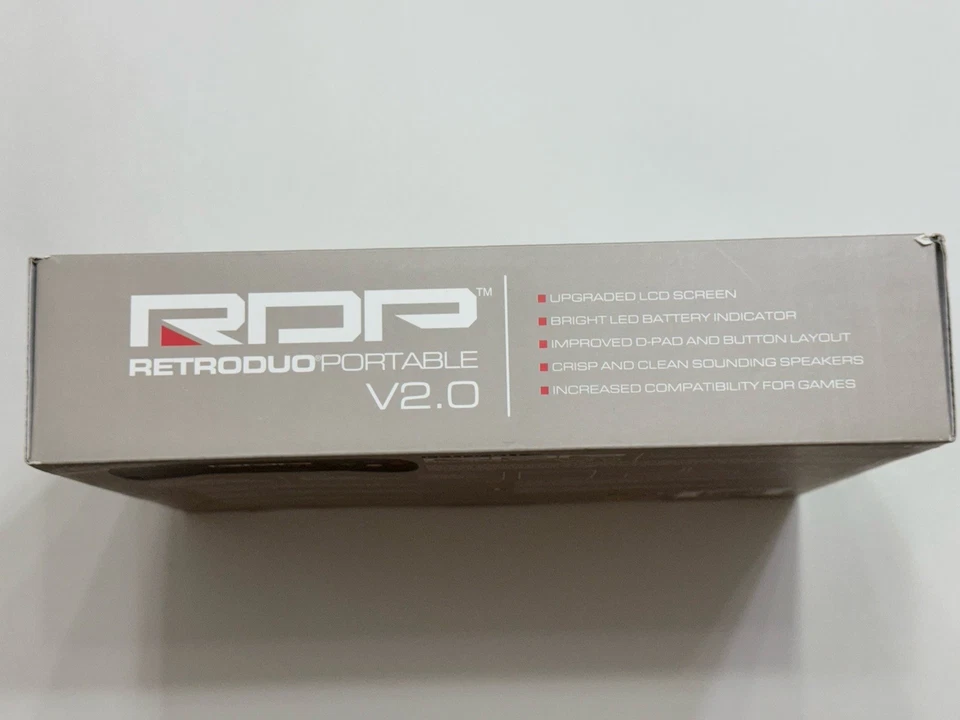 RDP™
RETRODUO®PORTABLE
V2.0
UPGRADED LCD SCREEN
BRIGHT LED BATTERY INDICATOR
IMPROVED D-PAD AND BUTTON LAYOUT
CRISP AND CLEAN SOUNDING SPEAKERS
INCREASED COMPATIBILITY FOR GAMES